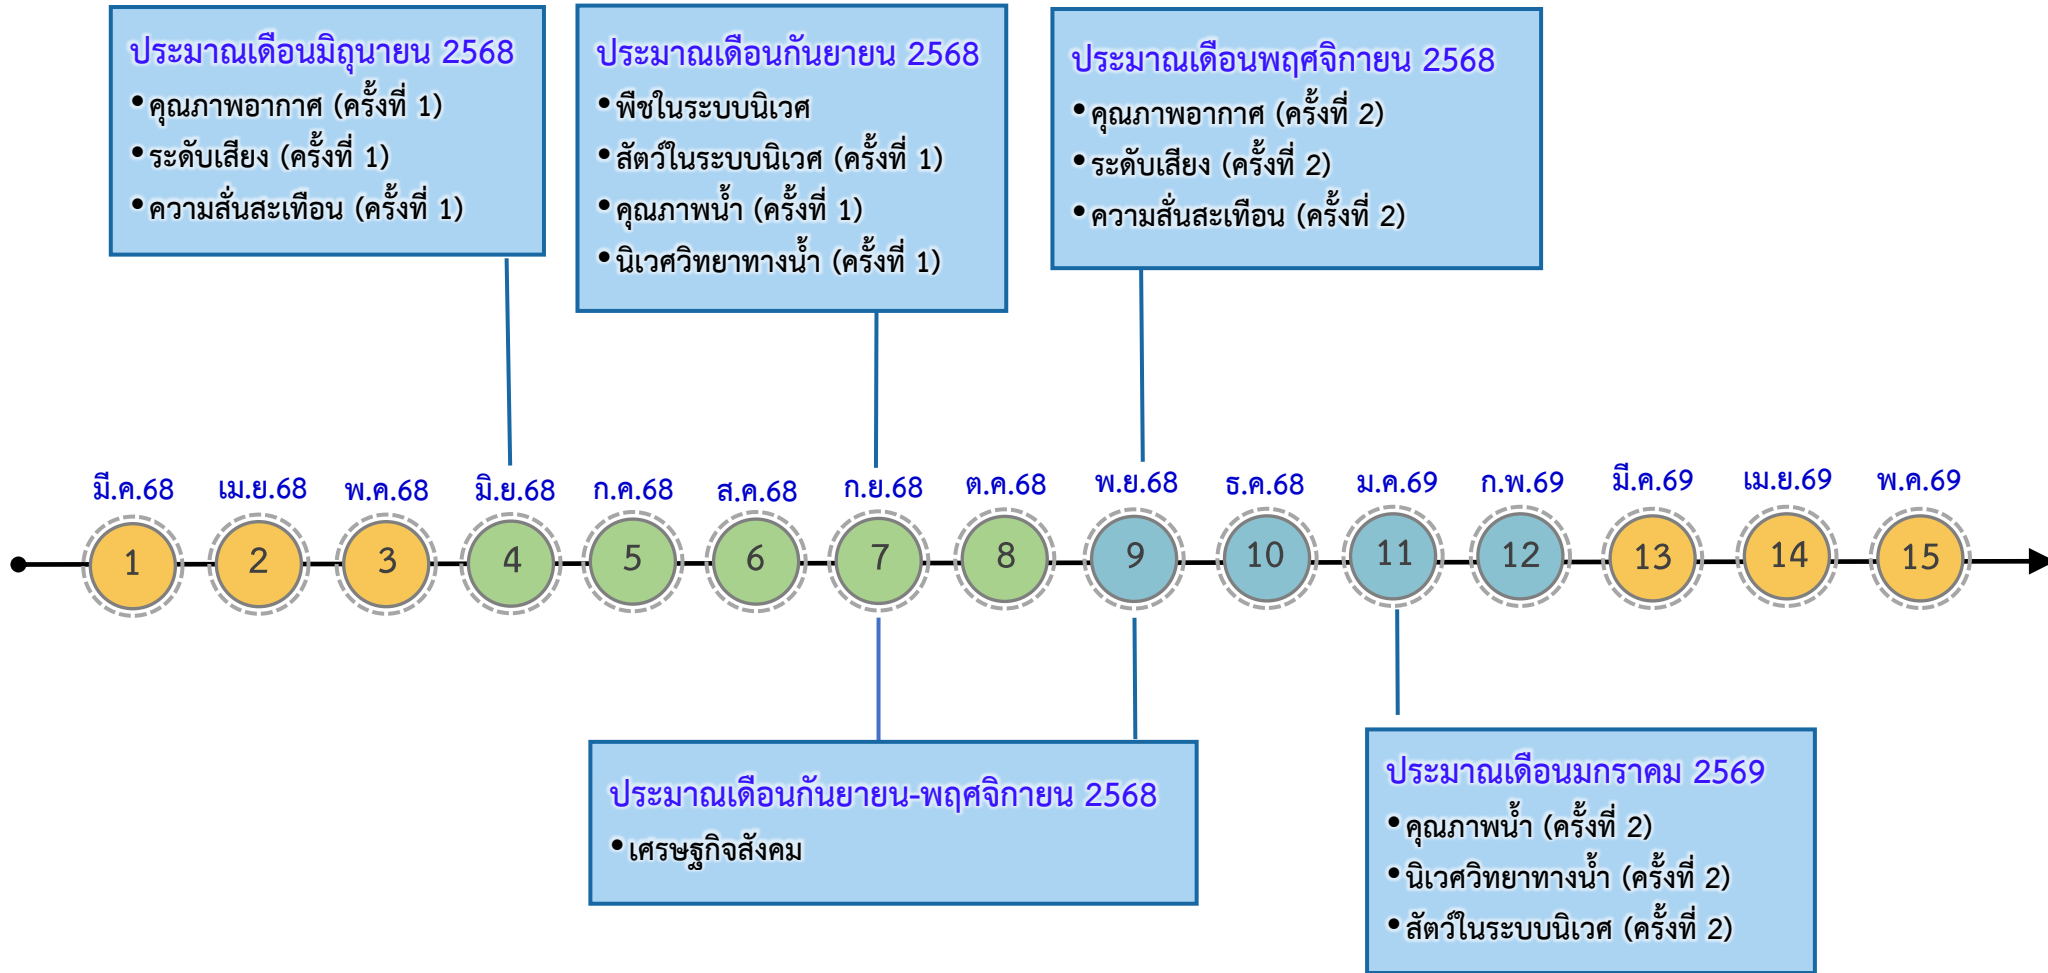 ประมาณเดือนมิถุนายน 2568
•คุณภาพอากาศ (ครั้งที่ 1)
•ระดับเสียง (ครั้งที่ 1)
•ความสั่นสะเทือน (ครั้งที่ 1)
ประมาณเดือนกันยายน 2568
•พืชในระบบนิเวศ
•สัตว์ในระบบนิเวศ (ครั้งที่ 1)
•คุณภาพน้ำ (ครั้งที่ 1)
•นิเวศวิทยาทางน้ำ (ครั้งที่ 1)
ประมาณเดือนพฤศจิกายน 2568
•คุณภาพอากาศ (ครั้งที่ 2)
•ระดับเสียง (ครั้งที่ 2)
•ความสั่นสะเทือน (ครั้งที่ 2)
มี.ค.68 เม.ย.68 พ.ค.68 มิ.ย.68 ก.ค.68 ส.ค.68 ก.ย.68 ต.ค.68 พ.ย.68 ธ.ค.68 ม.ค.69 ก.พ.69 มี.ค.69 เม.ย.69 พ.ค.69
1 2 3 4 5 6 7 8 9 10 11 12 13 14 15
ประมาณเดือนกันยายน-พฤศจิกายน 2568
•เศรษฐกิจสังคม
ประมาณเดือนมกราคม 2569
•คุณภาพน้ำ (ครั้งที่ 2)
•นิเวศวิทยาทางน้ำ (ครั้งที่ 2)
•สัตว์ในระบบนิเวศ (ครั้งที่ 2)